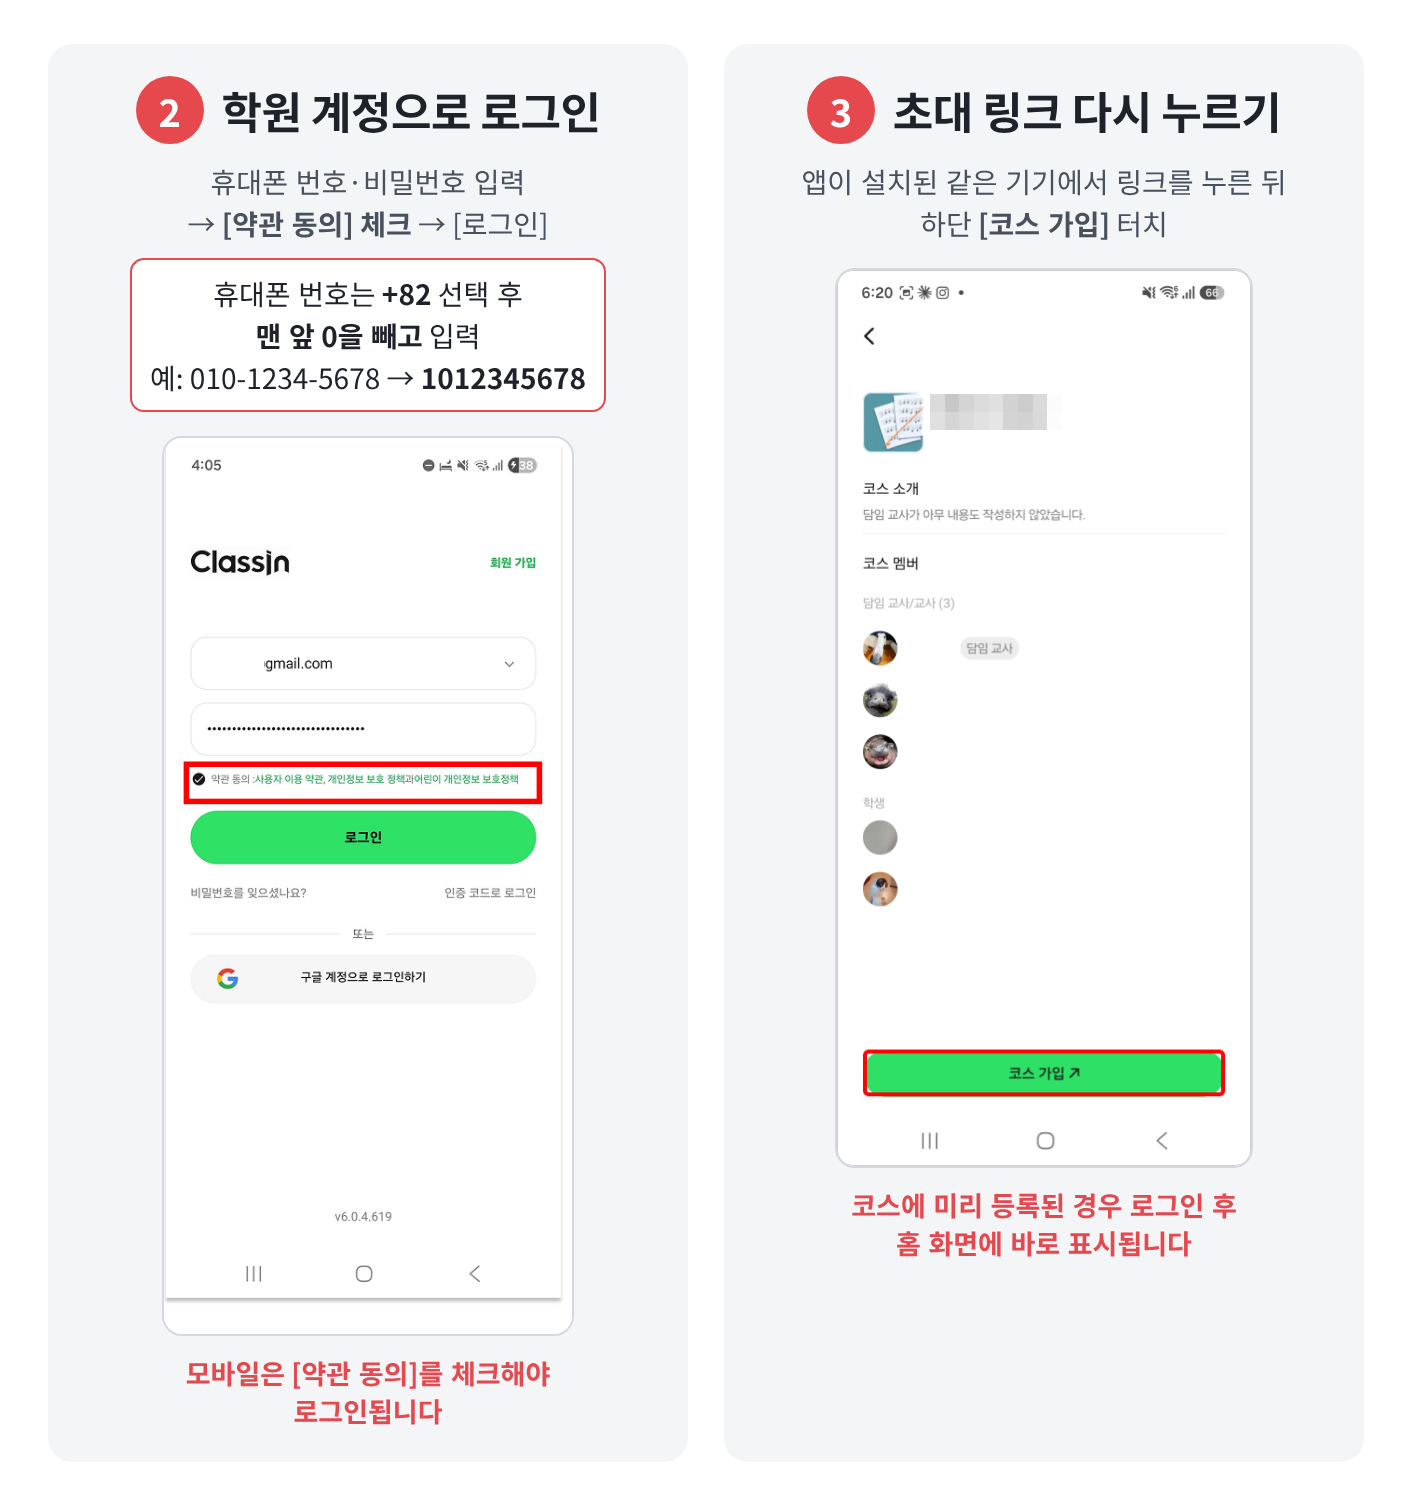 2 학원 계정으로 로그인
휴대폰 번호·비밀번호 입력
→ [약관 동의] 체크 → [로그인]
휴대폰 번호는 +82 선택 후
맨 앞 0을 빼고 입력
예: 010-1234-5678 → 1012345678
4:05
38
ClassIn
회원 가입
gmail.com
약관 동의 :사용자 이용 약관, 개인정보 보호 정책과어린이 개인정보 보호정책
로그인
비밀번호를 잊으셨나요?
인증 코드로 로그인
또는
구글 계정으로 로그인하기
v6.0.4.619
모바일은 [약관 동의]를 체크해야
로그인됩니다
3 초대 링크 다시 누르기
앱이 설치된 같은 기기에서 링크를 누른 뒤
하단 [코스 가입] 터치
6:20
66
코스 소개
담임 교사가 아무 내용도 작성하지 않았습니다.
코스 멤버
담임 교사/교사 (3)
담임 교사
학생
코스 가입
코스에 미리 등록된 경우 로그인 후
홈 화면에 바로 표시됩니다